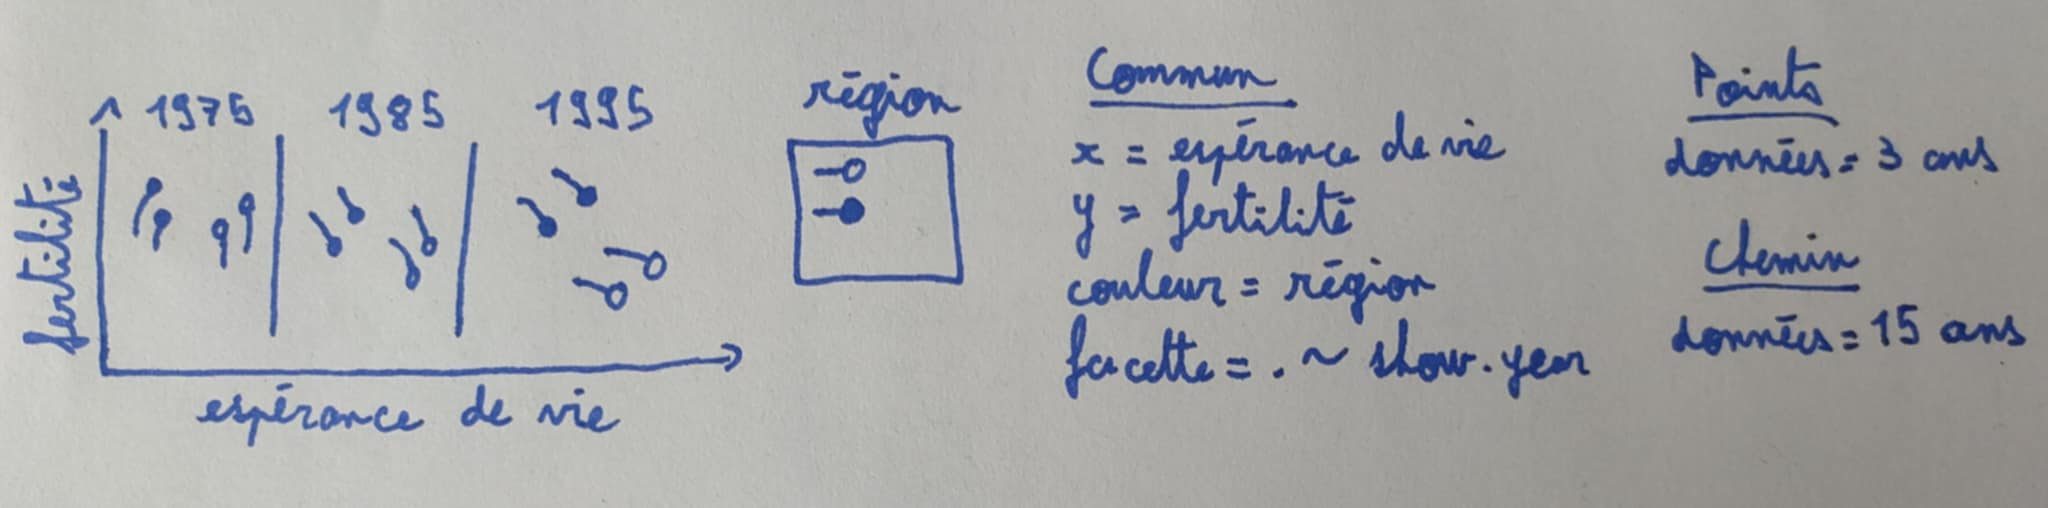 1975 1985 1995
fertilité
espérance de vie
région
Commun
x = espérance de vie
y = fertilité
couleur = région
facette = . ~ show.year
Points
données = 3 ans
Chemin
données = 15 ans